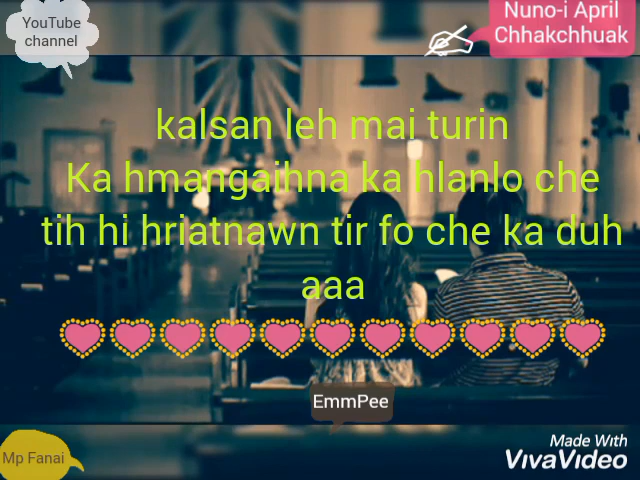 YouTube
channel
Nuno-i April
Chhakchhuak
kalsan leh mai turin
Ka hmangaihna ka hlanlo che
tih hi hriatnawn tir fo che ka duh
aaa
EmmPee
Mp Fanai
Made With
VivaVideo